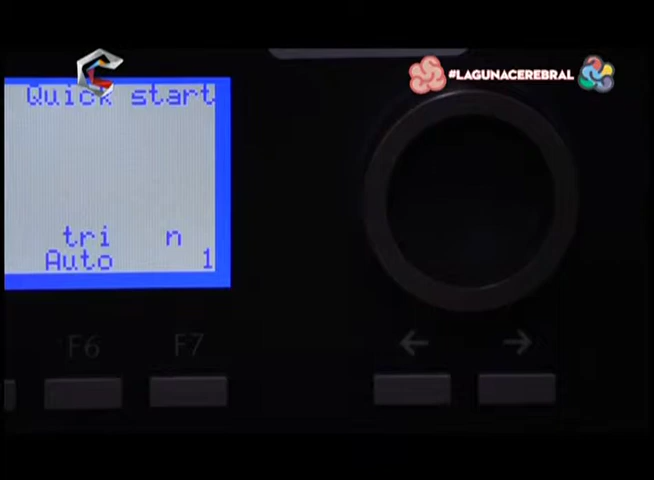 #LAGUNACEREBRAL
Quick start
tri n
Auto 1
F6 F7
← →